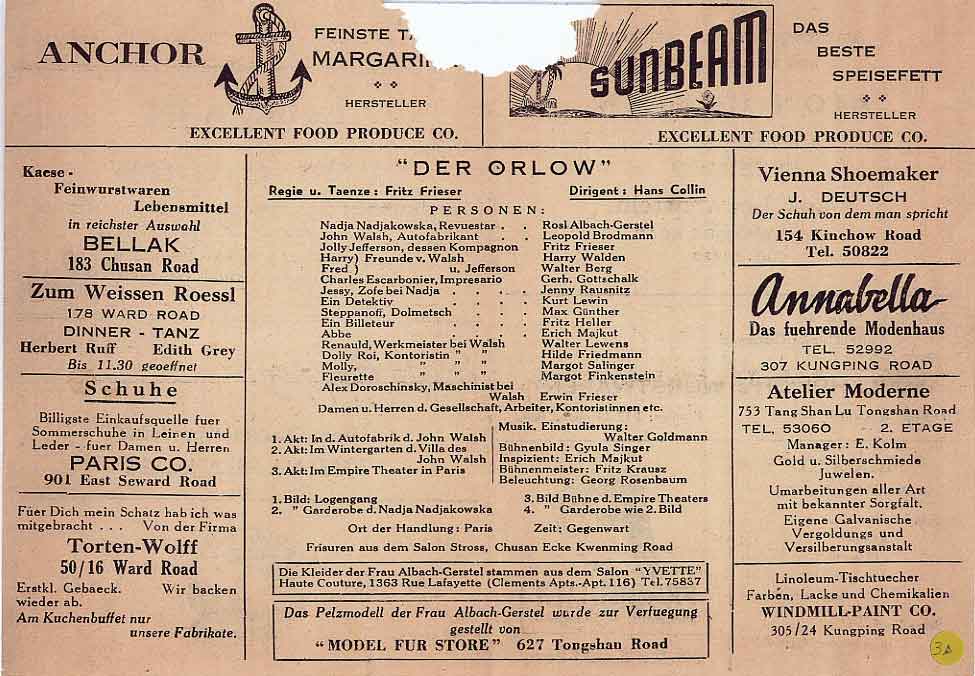 ANCHOR
FEINSTE
MARGARI
HERSTELLER
EXCELLENT FOOD PRODUCE CO.
SUNBEAM
DAS
BESTE
SPEISEFETT
HERSTELLER
EXCELLENT FOOD PRODUCE CO.
Kaese -
Feinwurstwaren
Lebensmittel
in reichster Auswahl
BELLAK
183 Chusan Road
Zum Weissen Roessl
178 WARD ROAD
DINNER - TANZ
Herbert Ruff Edith Grey
Bis 11.30 geoeffnet
Schuhe
Billigste Einkaufsquelle fuer
Sommerschuhe in Leinen und
Leder - fuer Damen u. Herren
PARIS CO.
901 East Seward Road
Füer Dich mein Schatz hab ich was
mitgebracht . . . Von der Firma
Torten-Wolff
50/16 Ward Road
Erstkl. Gebaeck. Wir backen
wieder ab.
Am Kuchenbuffet nur
unsere Fabrikate.
"DER ORLOW"
Regie u. Taenze : Fritz Frieser Dirigent : Hans Collin
PERSONEN:
Nadja Nadjakowska, Revuestar . . Rosl Albach-Gerstel
John Walsh, Autofabrikant . . Leopold Brodmann
Jolly Jefferson, dessen Kompagnon Fritz Frieser
Harry ) Freunde v. Walsh Harry Walden
Fred ) u. Jefferson Walter Berg
Charles Escarbonier, Impresario Gerh. Gottschalk
Jessy, Zofe bei Nadja . . . . Jenny Rausnitz
Ein Detektiv . . . . Kurt Lewin
Steppanoff, Dolmetsch . . . Max Günther
Ein Billeteur . . . . Fritz Heller
Abbe . . . . Erich Majkut
Renauld, Werkmeister bei Walsh Walter Lewens
Dolly Roi, Kontoristin " " Hilde Friedmann
Molly, " " " Margot Salinger
Fleurette " " " Margot Finkenstein
Alex Doroschinsky, Maschinist bei
Walsh Erwin Frieser
Damen u. Herren d. Gesellschaft, Arbeiter, Kontoristinnen etc.
1. Akt: In d. Autofabrik d. John Walsh
2. Akt: Im Wintergarten d. Villa des
John Walsh
3. Akt: Im Empire Theater in Paris
Musik. Einstudierung:
Walter Goldmann
Bühnenbild : Gyula Singer
Inspizient: Erich Majkut
Bühnenmeister: Fritz Krausz
Beleuchtung: Georg Rosenbaum
1. Bild: Logengang 3. Bild Bühne d. Empire Theaters
2. " Garderobe d. Nadja Nadjakowska 4. " Garderobe wie 2. Bild
Ort der Handlung : Paris Zeit: Gegenwart
Frisuren aus dem Salon Stross, Chusan Ecke Kwenming Road
Die Kleider der Frau Albach-Gerstel stammen aus dem Salon "YVETTE"
Haute Couture, 1363 Rue Lafayette (Clements Apts.-Apt. 116) Tel. 75837
Das Pelzmodell der Frau Albach-Gerstel wurde zur Verfuegung
gestellt von
"MODEL FUR STORE" 627 Tongshan Road
Vienna Shoemaker
J. DEUTSCH
Der Schuh von dem man spricht
154 Kinchow Road
Tel. 50822
Annabella
Das fuehrende Modenhaus
TEL. 52992
307 KUNGPING ROAD
Atelier Moderne
753 Tang Shan Lu Tongshan Road
TEL. 53060 2. ETAGE
Manager : E. Kolm
Gold u. Silberschmiede
Juwelen.
Umarbeitungen aller Art
mit bekannter Sorgfalt.
Eigene Galvanische
Vergoldungs und
Versilberungsanstalt
Linoleum-Tischtuecher
Farben, Lacke und Chemikalien
WINDMILL-PAINT CO.
305/24 Kungping Road